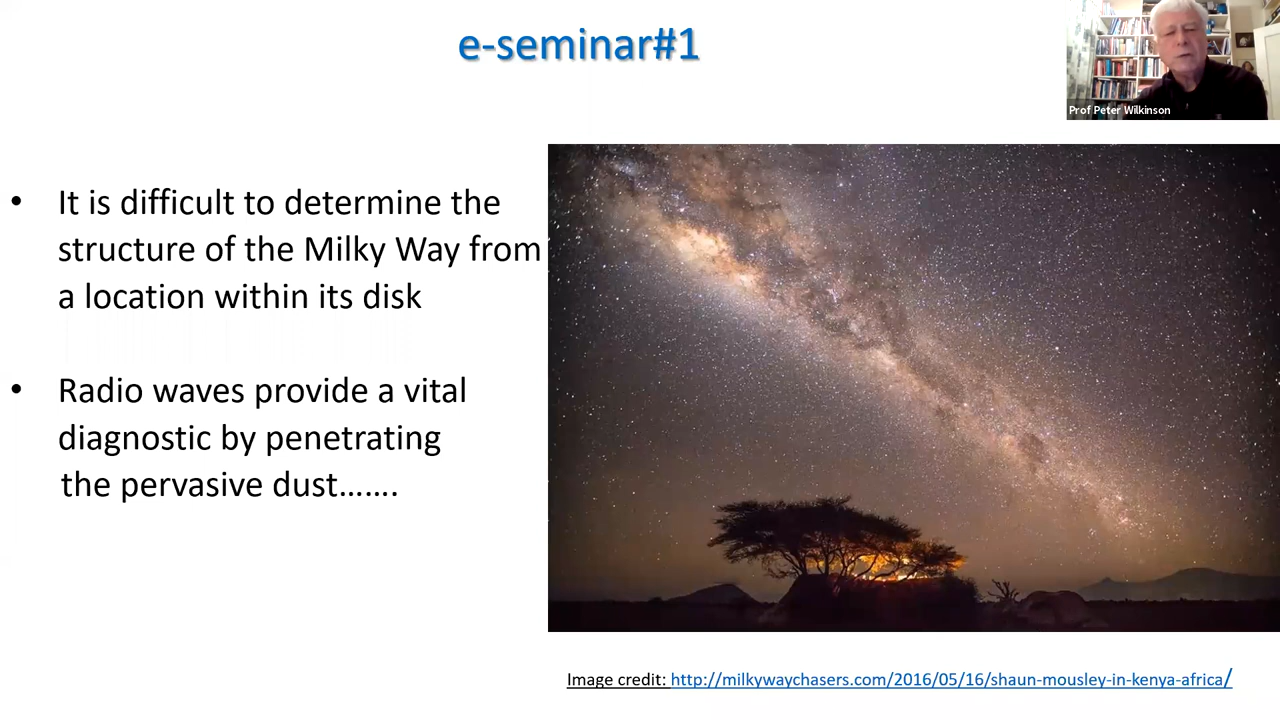 e-seminar#1
Prof Peter Wilkinson
• It is difficult to determine the
structure of the Milky Way from
a location within its disk
• Radio waves provide a vital
diagnostic by penetrating
the pervasive dust…….
Image credit: http://milkywaychasers.com/2016/05/16/shaun-mousley-in-kenya-africa/